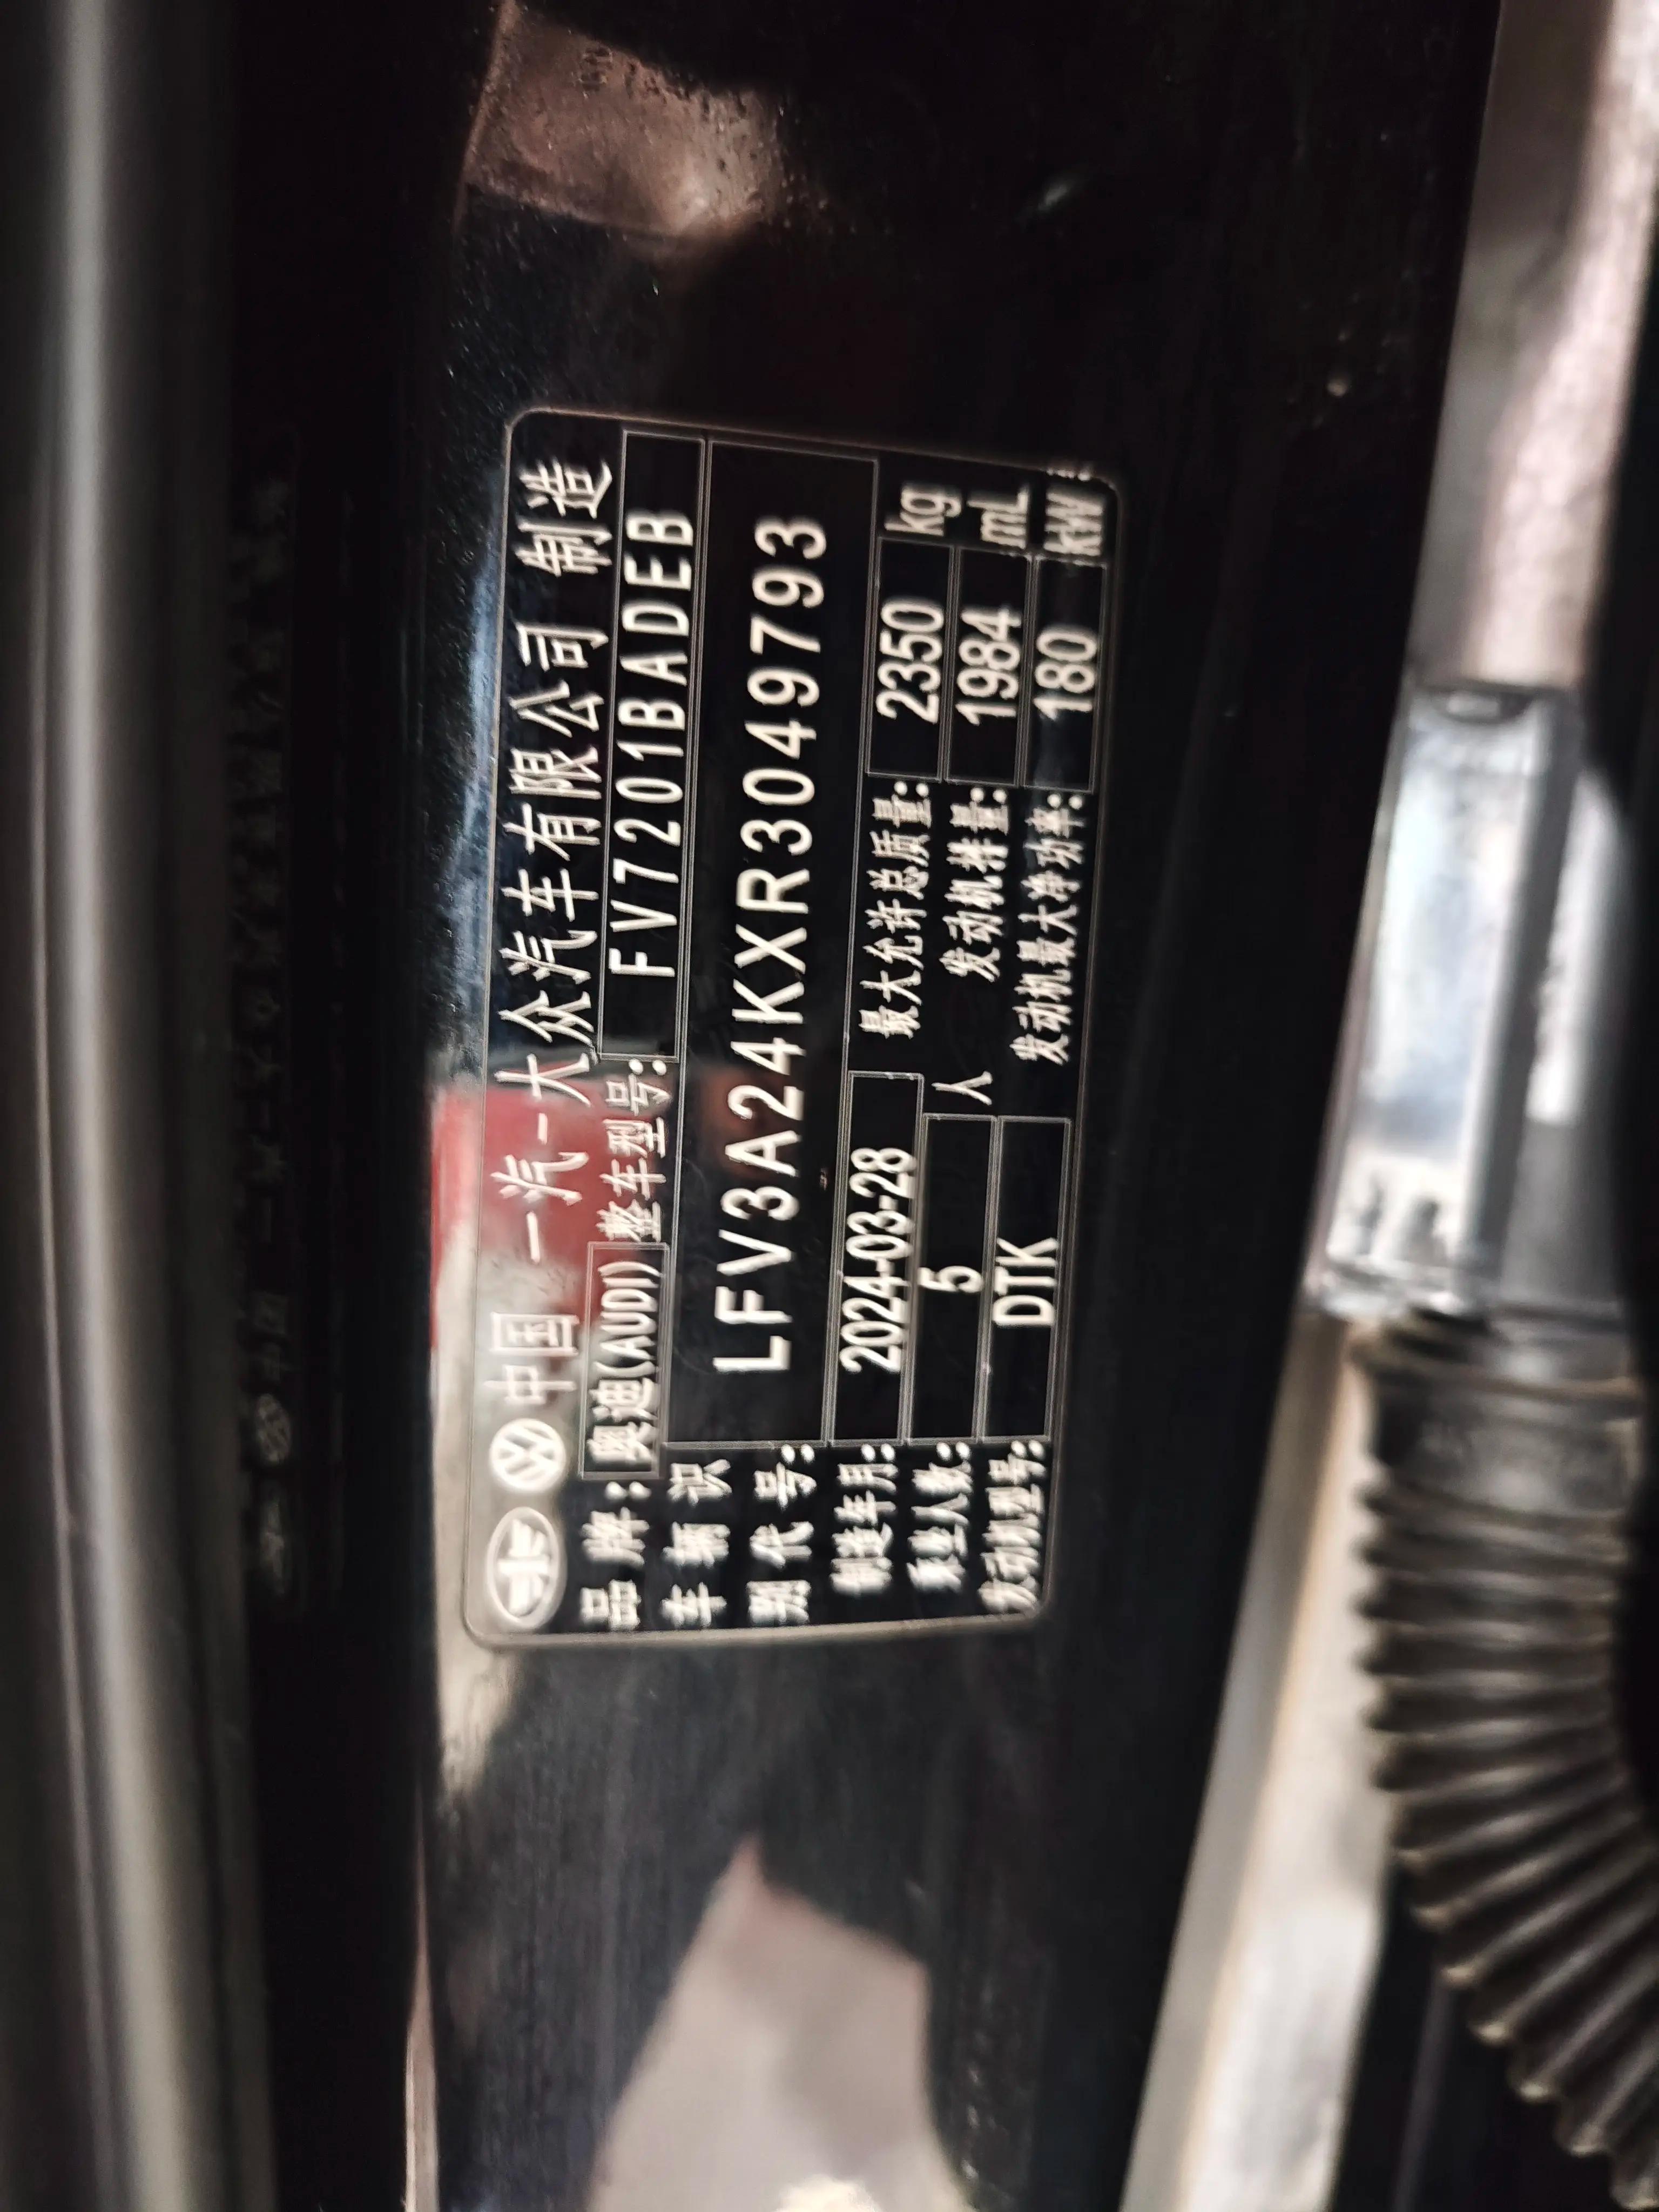 中国 一汽-大众汽车有限公司 制造
品牌: 奥迪(AUDI) 整车型号: FV7201BADEB
车辆识别代号: LFV3A24KXR3049793
制造年月: 2024-03-28 最大允许总质量: 2350 kg
乘坐人数: 5 人 发动机排量: 1984 mL
发动机型号: DTK 发动机最大净功率: 180 kW